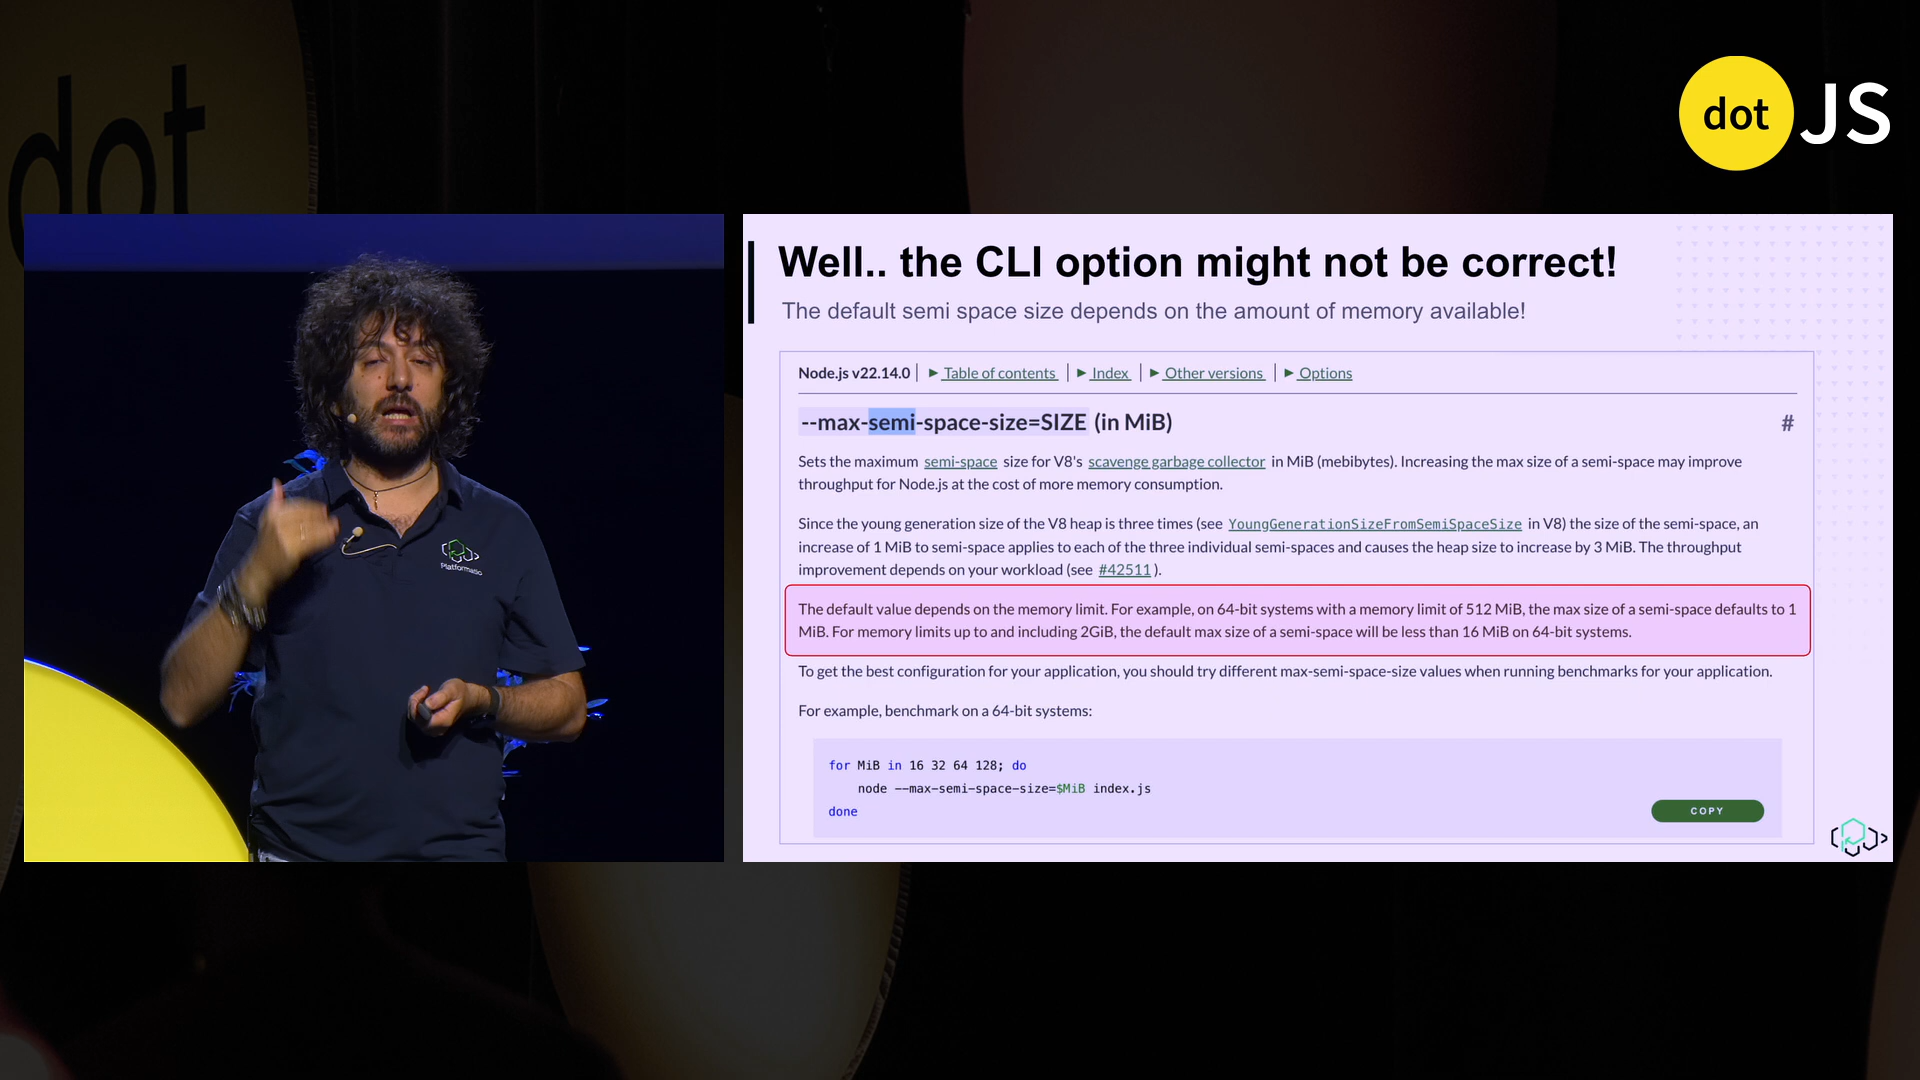 dot
dot JS
Platformatic
Well.. the CLI option might not be correct!
The default semi space size depends on the amount of memory available!
Node.js v22.14.0 | ► Table of contents | ► Index | ► Other versions | ► Options
--max-semi-space-size=SIZE (in MiB) #
Sets the maximum semi-space size for V8's scavenge garbage collector in MiB (mebibytes). Increasing the max size of a semi-space may improve
throughput for Node.js at the cost of more memory consumption.
Since the young generation size of the V8 heap is three times (see YoungGenerationSizeFromSemiSpaceSize in V8) the size of the semi-space, an
increase of 1 MiB to semi-space applies to each of the three individual semi-spaces and causes the heap size to increase by 3 MiB. The throughput
improvement depends on your workload (see #42511).
The default value depends on the memory limit. For example, on 64-bit systems with a memory limit of 512 MiB, the max size of a semi-space defaults to 1
MiB. For memory limits up to and including 2GiB, the default max size of a semi-space will be less than 16 MiB on 64-bit systems.
To get the best configuration for your application, you should try different max-semi-space-size values when running benchmarks for your application.
For example, benchmark on a 64-bit systems:
for MiB in 16 32 64 128; do
node --max-semi-space-size=$MiB index.js
done
COPY